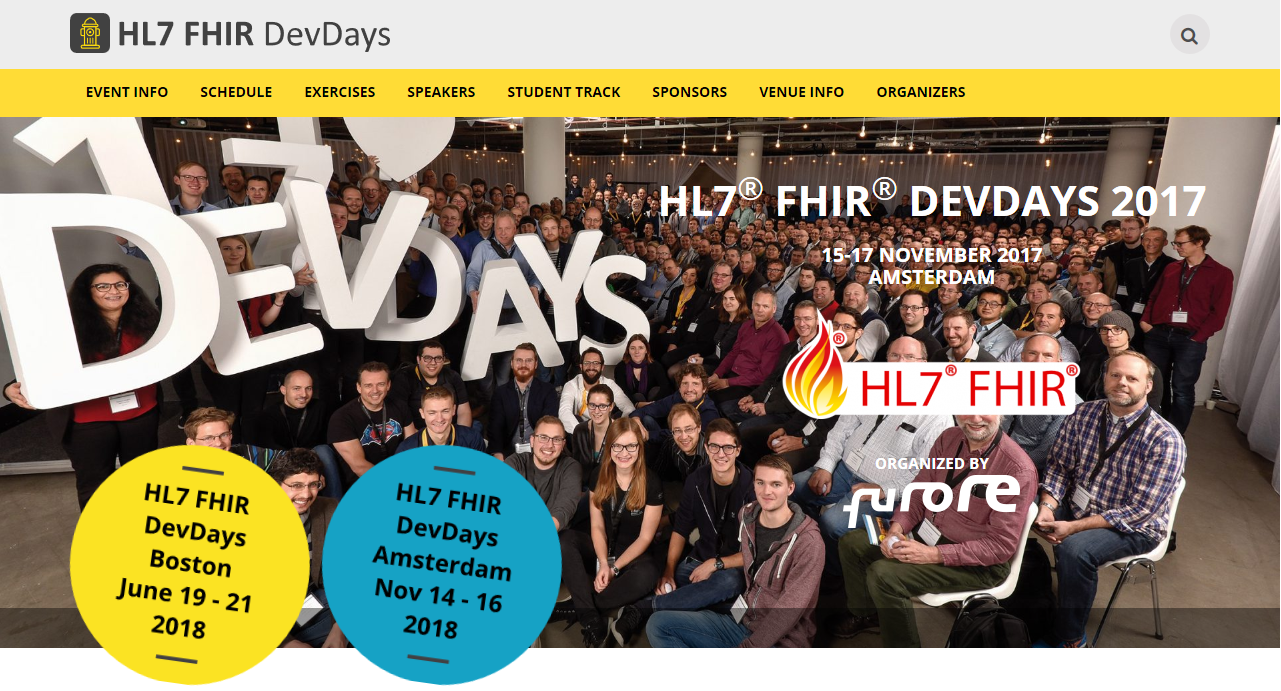 HL7 FHIR DevDays
EVENT INFO SCHEDULE EXERCISES SPEAKERS STUDENT TRACK SPONSORS VENUE INFO ORGANIZERS
17
DEVDAYS
HL7® FHIR® DEVDAYS 2017
15-17 NOVEMBER 2017
AMSTERDAM
HL7® FHIR®
ORGANIZED BY
furore
HL7 FHIR
DevDays
Boston
June 19 - 21
2018
HL7 FHIR
DevDays
Amsterdam
Nov 14 - 16
2018